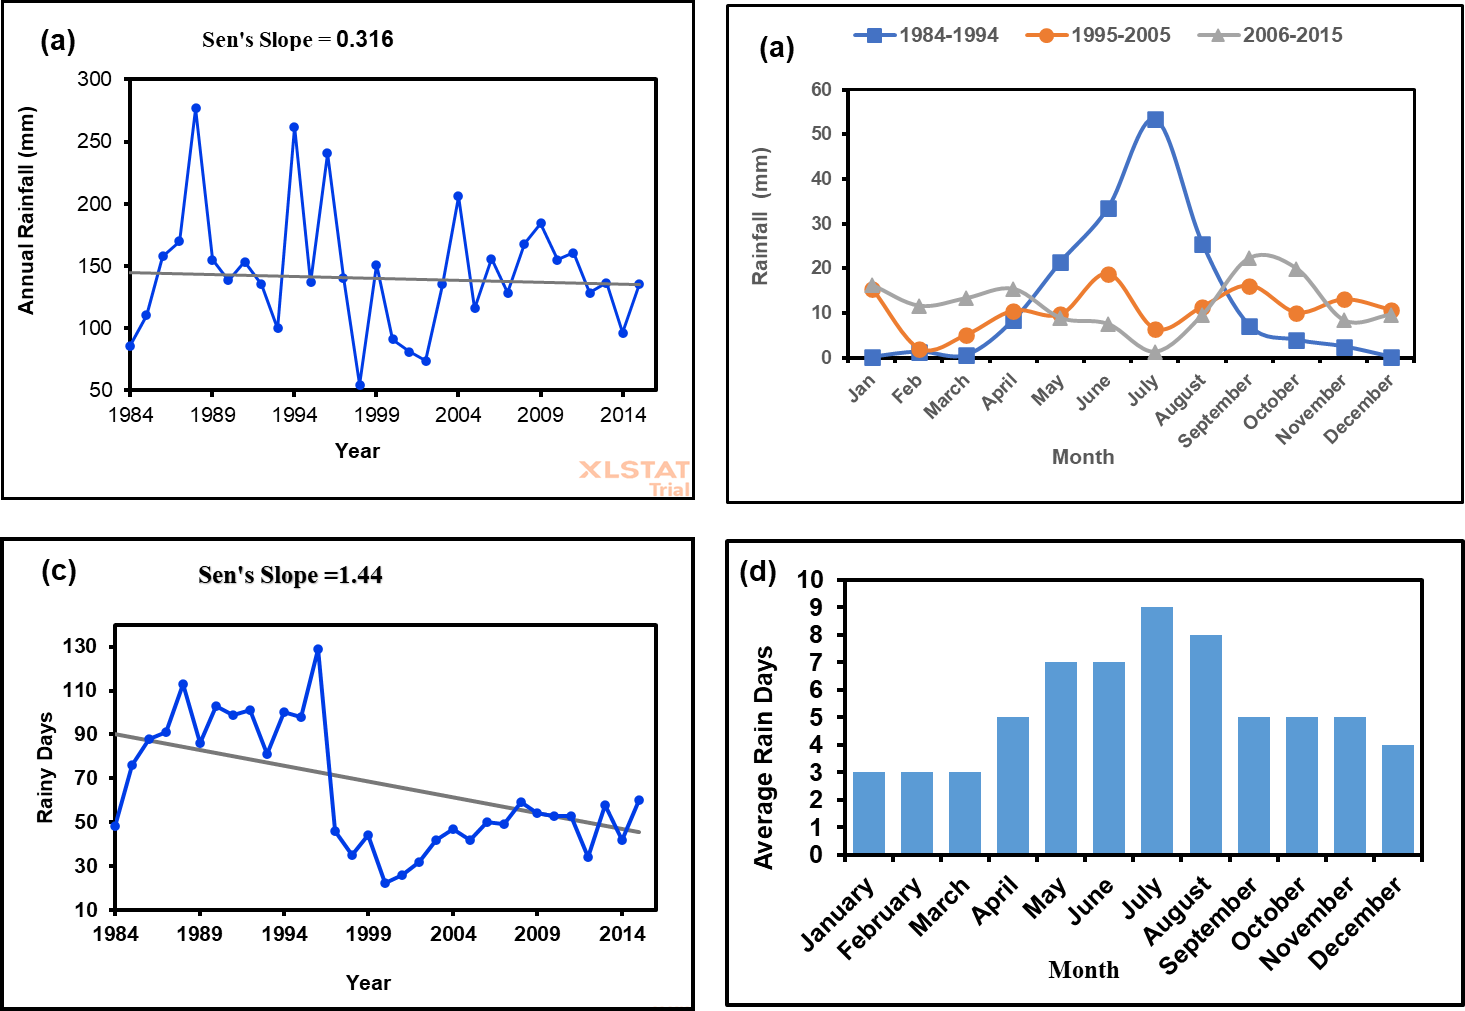 (a)
Sen's Slope = 0.316
300
250
200
150
100
50
Annual Rainfall (mm)
1984 1989 1994 1999 2004 2009 2014
Year
XLSTAT
Trial
(a)
1984-1994 1995-2005 2006-2015
60
50
40
30
20
10
0
Rainfall (mm)
Jan Feb March April May June July August September October November December
Month
(c)
Sen's Slope =1.44
130
110
90
70
50
30
10
Rainy Days
1984 1989 1994 1999 2004 2009 2014
Year
(d)
10
9
8
7
6
5
4
3
2
1
0
Average Rain Days
January February March April May June July August September October November December
Month